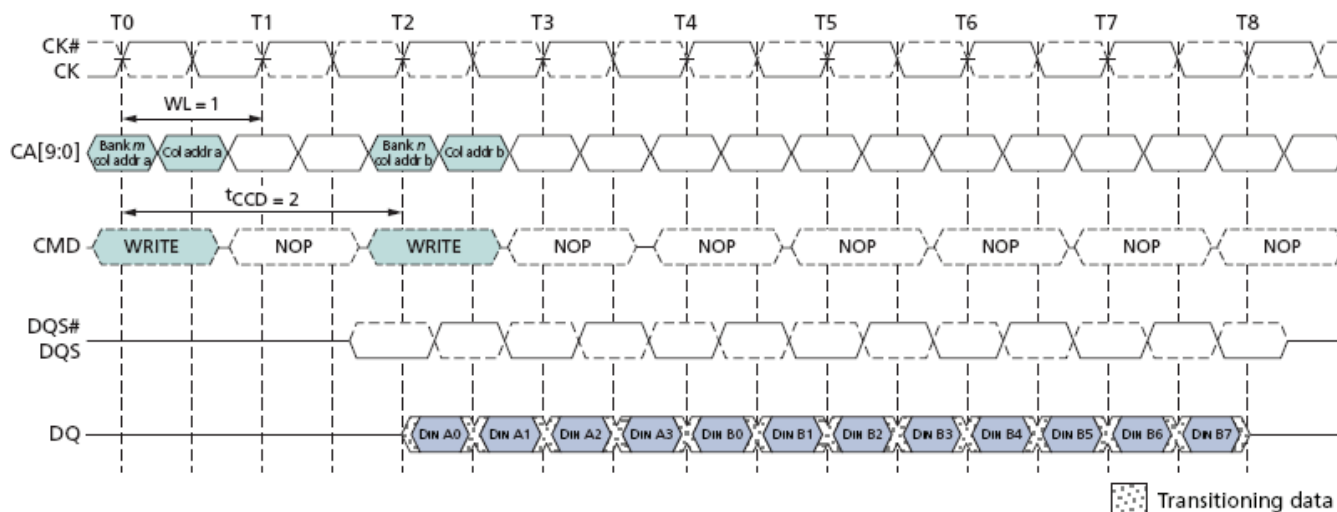 T0 T1 T2 T3 T4 T5 T6 T7 T8
CK#
CK
WL = 1
CA[9:0]
Bank m
col addr a
Col addr a
Bank n
col addr b
Col addr b
tCCD = 2
CMD WRITE NOP WRITE NOP NOP NOP NOP NOP NOP
DQS#
DQS
DQ DIN A0 DIN A1 DIN A2 DIN A3 DIN B0 DIN B1 DIN B2 DIN B3 DIN B4 DIN B5 DIN B6 DIN B7
Transitioning data